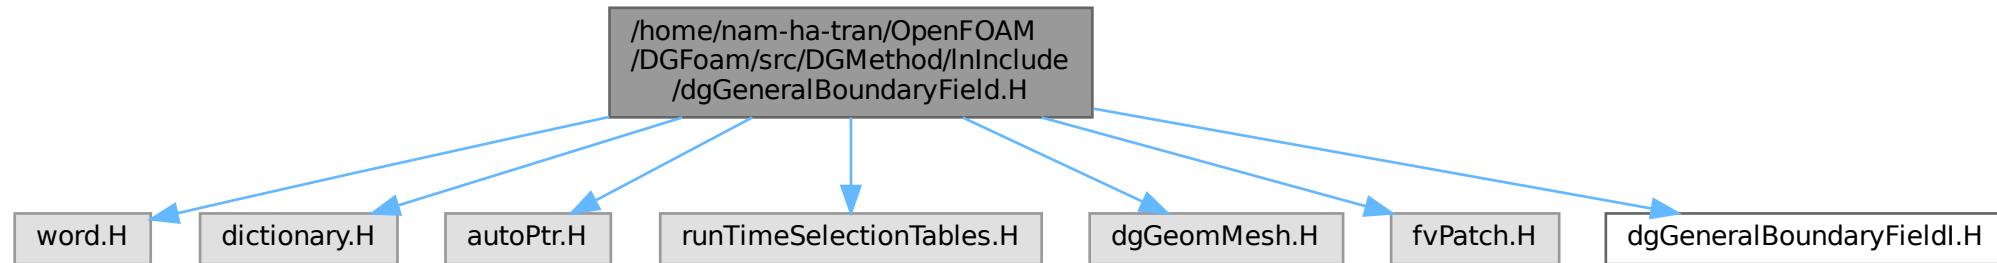 /home/nam-ha-tran/OpenFOAM
/DGFoam/src/DGMethod/lnInclude
/dgGeneralBoundaryField.H
word.H
dictionary.H
autoPtr.H
runTimeSelectionTables.H
dgGeomMesh.H
fvPatch.H
dgGeneralBoundaryFieldI.H